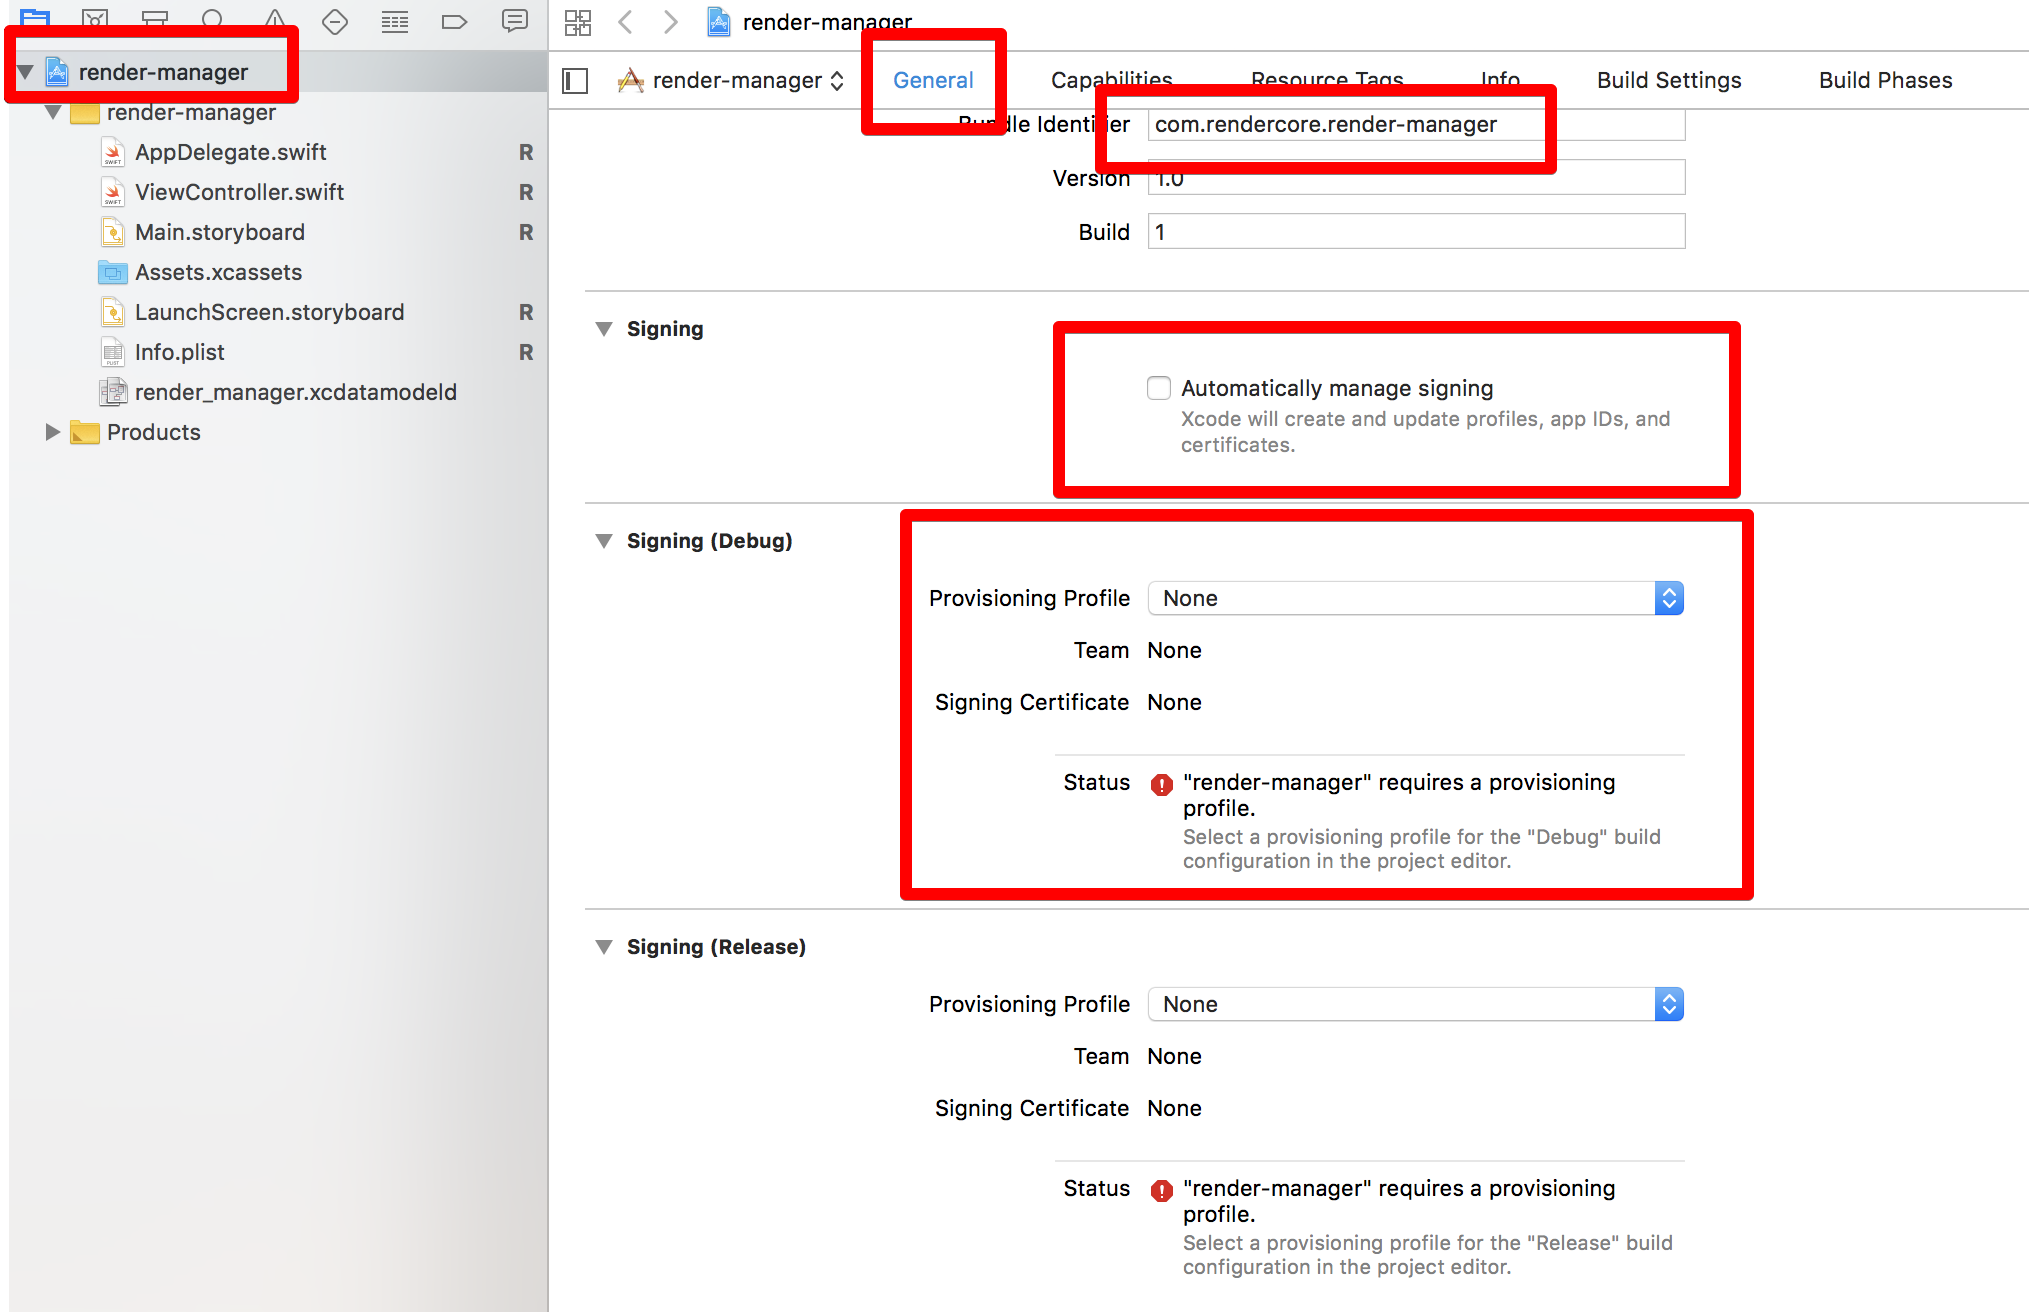 render-manager
render-manager
render-manager
General
Capabilities
Resource Tags
Info
Build Settings
Build Phases
render-manager
render-manager
AppDelegate.swift R
ViewController.swift R
Main.storyboard R
Assets.xcassets
LaunchScreen.storyboard R
Info.plist R
render_manager.xcdatamodeld
Products
Bundle Identifier com.rendercore.render-manager
Version 1.0
Build 1
Signing
Automatically manage signing
Xcode will create and update profiles, app IDs, and
certificates.
Signing (Debug)
Provisioning Profile None
Team None
Signing Certificate None
Status "render-manager" requires a provisioning
profile.
Select a provisioning profile for the "Debug" build
configuration in the project editor.
Signing (Release)
Provisioning Profile None
Team None
Signing Certificate None
Status "render-manager" requires a provisioning
profile.
Select a provisioning profile for the "Release" build
configuration in the project editor.